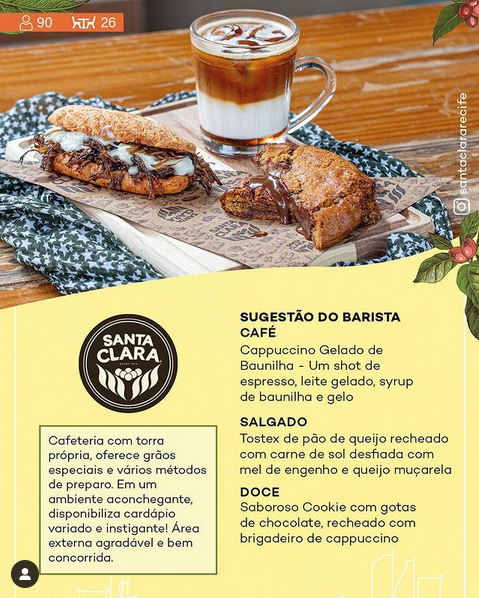 90 26
santaclararecife
SANTA
CLARA
SUGESTÃO DO BARISTA
CAFÉ
Cappuccino Gelado de
Baunilha - Um shot de
espresso, leite gelado, syrup
de baunilha e gelo
SALGADO
Tostex de pão de queijo recheado
com carne de sol desfiada com
mel de engenho e queijo muçarela
DOCE
Saboroso Cookie com gotas
de chocolate, recheado com
brigadeiro de cappuccino
Cafeteria com torra
própria, oferece grãos
especiais e vários métodos
de preparo. Em um
ambiente aconchegante,
disponibiliza cardápio
variado e instigante! Área
externa agradável e bem
concorrida.